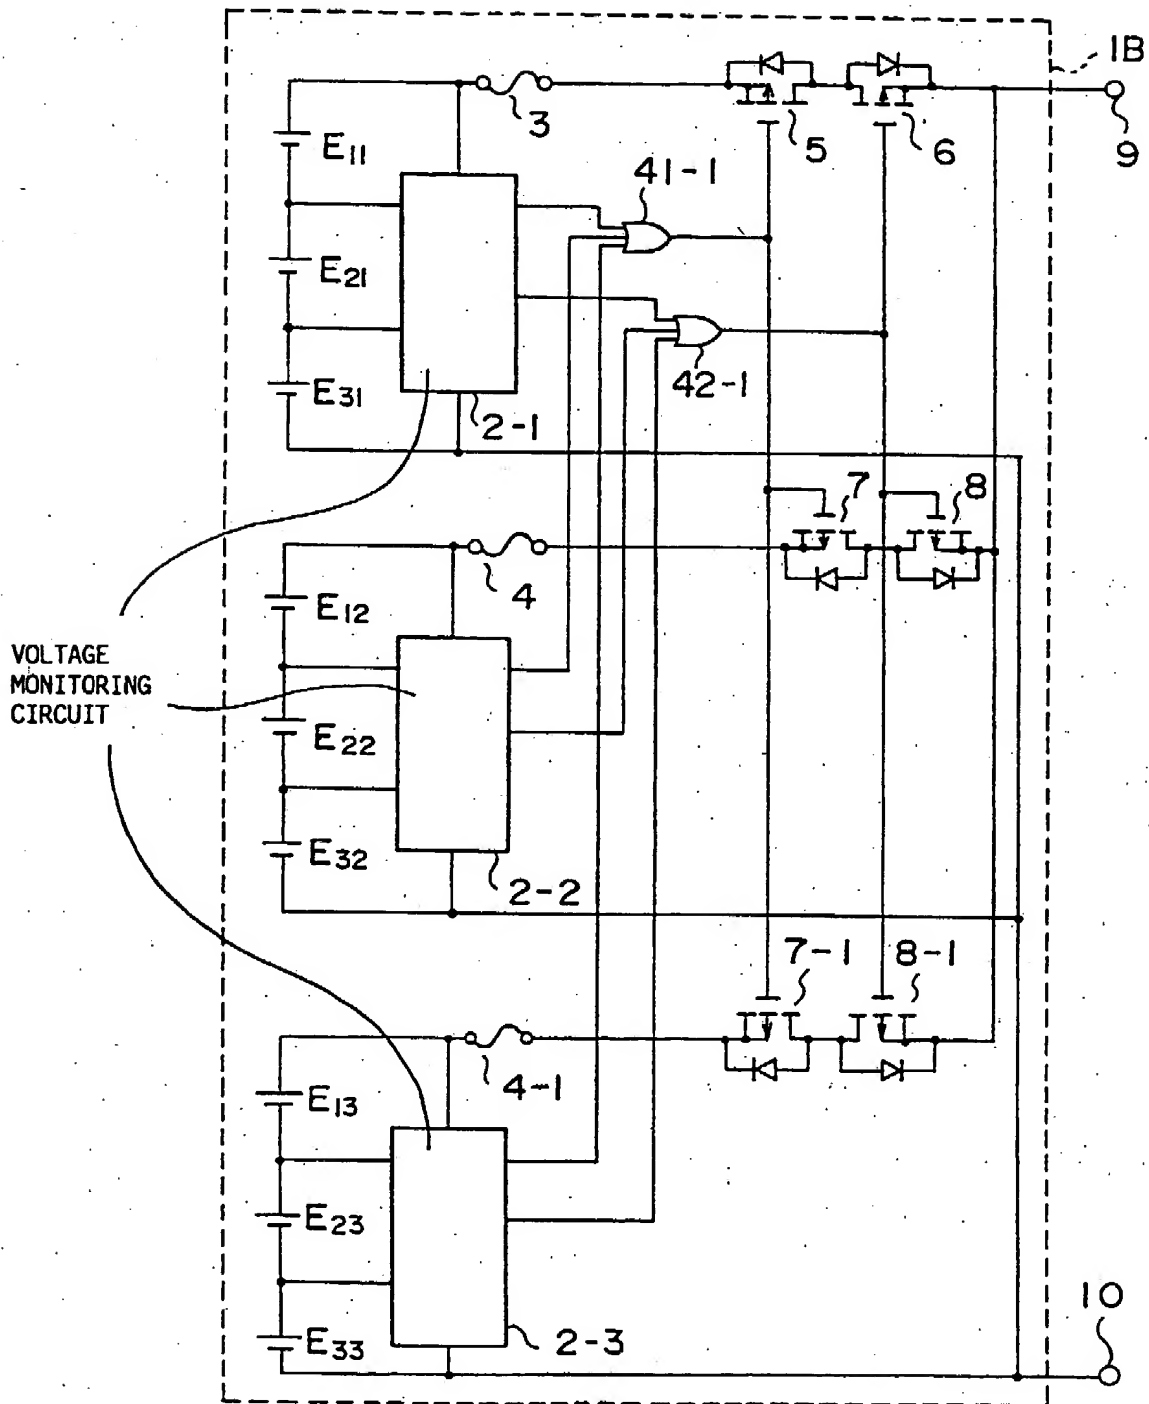 1B
3
5
6
9
E11
41-1
E21
42-1
E31
2-1
7
8
4
E12
VOLTAGE
MONITORING
CIRCUIT
E22
E32
2-2
7-1
8-1
4-1
E13
E23
10
E33
2-3